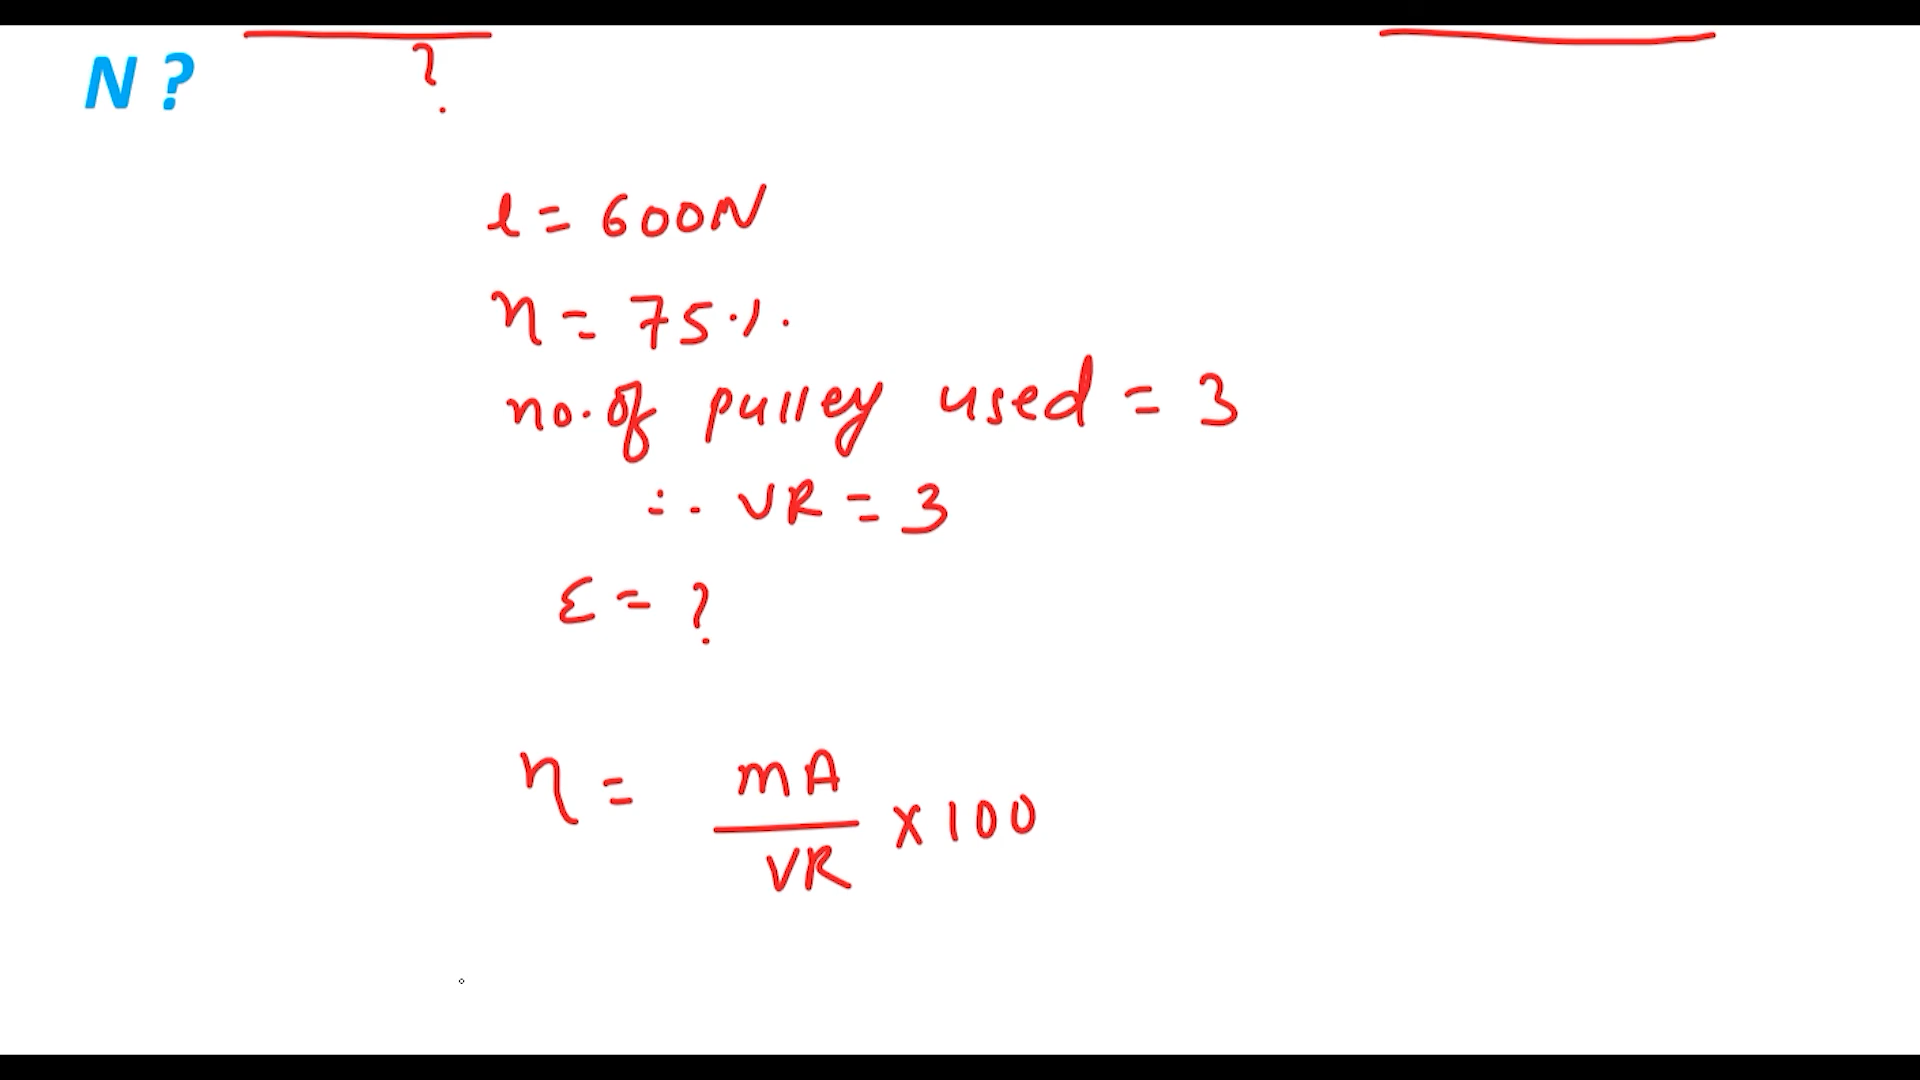 N ?
?
l = 600N
η = 75%
no. of pulley used = 3
∴ VR = 3
ε = ?
η = MA/VR × 100